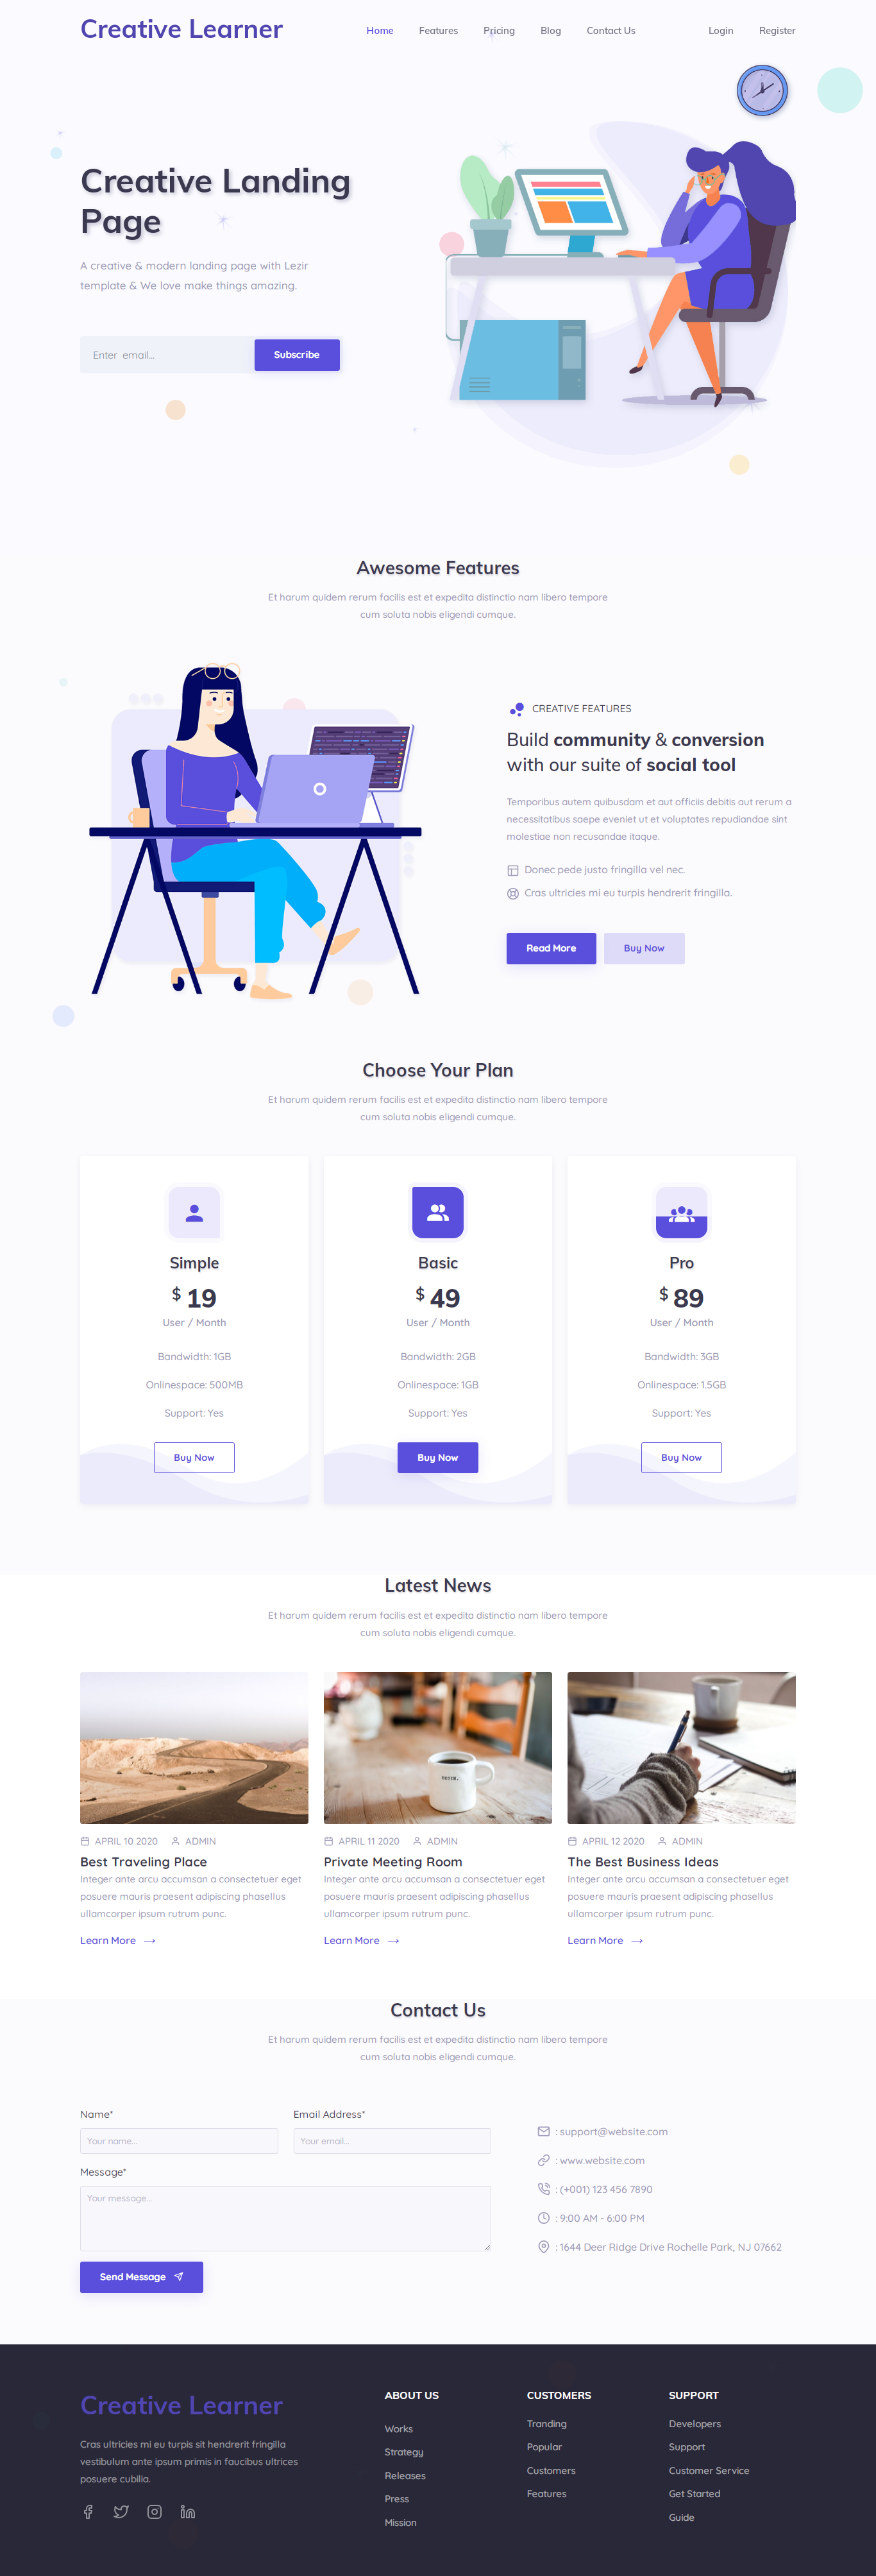 Creative Learner
Home Features Pricing Blog Contact Us Login Register
Creative Landing
Page
A creative & modern landing page with Lezir
template & We love make things amazing.
Enter email...
Subscribe
Awesome Features
Et harum quidem rerum facilis est et expedita distinctio nam libero tempore
cum soluta nobis eligendi cumque.
CREATIVE FEATURES
Build community & conversion
with our suite of social tool
Temporibus autem quibusdam et aut officiis debitis aut rerum a
necessitatibus saepe eveniet ut et voluptates repudiandae sint
molestiae non recusandae itaque.
Donec pede justo fringilla vel nec.
Cras ultricies mi eu turpis hendrerit fringilla.
Read More Buy Now
Choose Your Plan
Et harum quidem rerum facilis est et expedita distinctio nam libero tempore
cum soluta nobis eligendi cumque.
Simple
$ 19
User / Month
Bandwidth: 1GB
Onlinespace: 500MB
Support: Yes
Buy Now
Basic
$ 49
User / Month
Bandwidth: 2GB
Onlinespace: 1GB
Support: Yes
Buy Now
Pro
$ 89
User / Month
Bandwidth: 3GB
Onlinespace: 1.5GB
Support: Yes
Buy Now
Latest News
Et harum quidem rerum facilis est et expedita distinctio nam libero tempore
cum soluta nobis eligendi cumque.
APRIL 10 2020 ADMIN
Best Traveling Place
Integer ante arcu accumsan a consectetuer eget
posuere mauris praesent adipiscing phasellus
ullamcorper ipsum rutrum punc.
Learn More
BEGIN.
APRIL 11 2020 ADMIN
Private Meeting Room
Integer ante arcu accumsan a consectetuer eget
posuere mauris praesent adipiscing phasellus
ullamcorper ipsum rutrum punc.
Learn More
APRIL 12 2020 ADMIN
The Best Business Ideas
Integer ante arcu accumsan a consectetuer eget
posuere mauris praesent adipiscing phasellus
ullamcorper ipsum rutrum punc.
Learn More
Contact Us
Et harum quidem rerum facilis est et expedita distinctio nam libero tempore
cum soluta nobis eligendi cumque.
Name*
Your name...
Email Address*
Your email...
Message*
Your message...
Send Message
: support@website.com
: www.website.com
: (+001) 123 456 7890
: 9:00 AM - 6:00 PM
: 1644 Deer Ridge Drive Rochelle Park, NJ 07662
Creative Learner
Cras ultricies mi eu turpis sit hendrerit fringilla
vestibulum ante ipsum primis in faucibus ultrices
posuere cubilia.
ABOUT US
Works
Strategy
Releases
Press
Mission
CUSTOMERS
Tranding
Popular
Customers
Features
SUPPORT
Developers
Support
Customer Service
Get Started
Guide